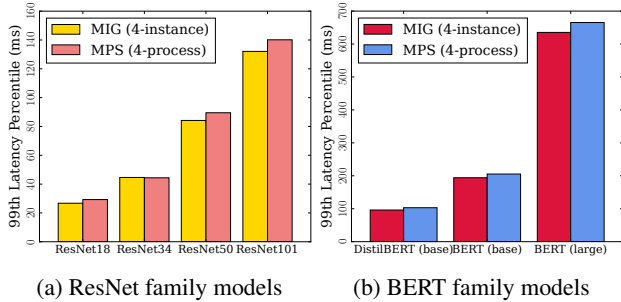 99th Latency Percentile (ms)
160
140
120
100
80
60
40
20
0
MIG (4-instance)
MPS (4-process)
ResNet18 ResNet34 ResNet50 ResNet101
(a) ResNet family models
99th Latency Percentile (ms)
700
600
500
400
300
200
100
0
MIG (4-instance)
MPS (4-process)
DistilBERT (base) BERT (base) BERT (large)
(b) BERT family models